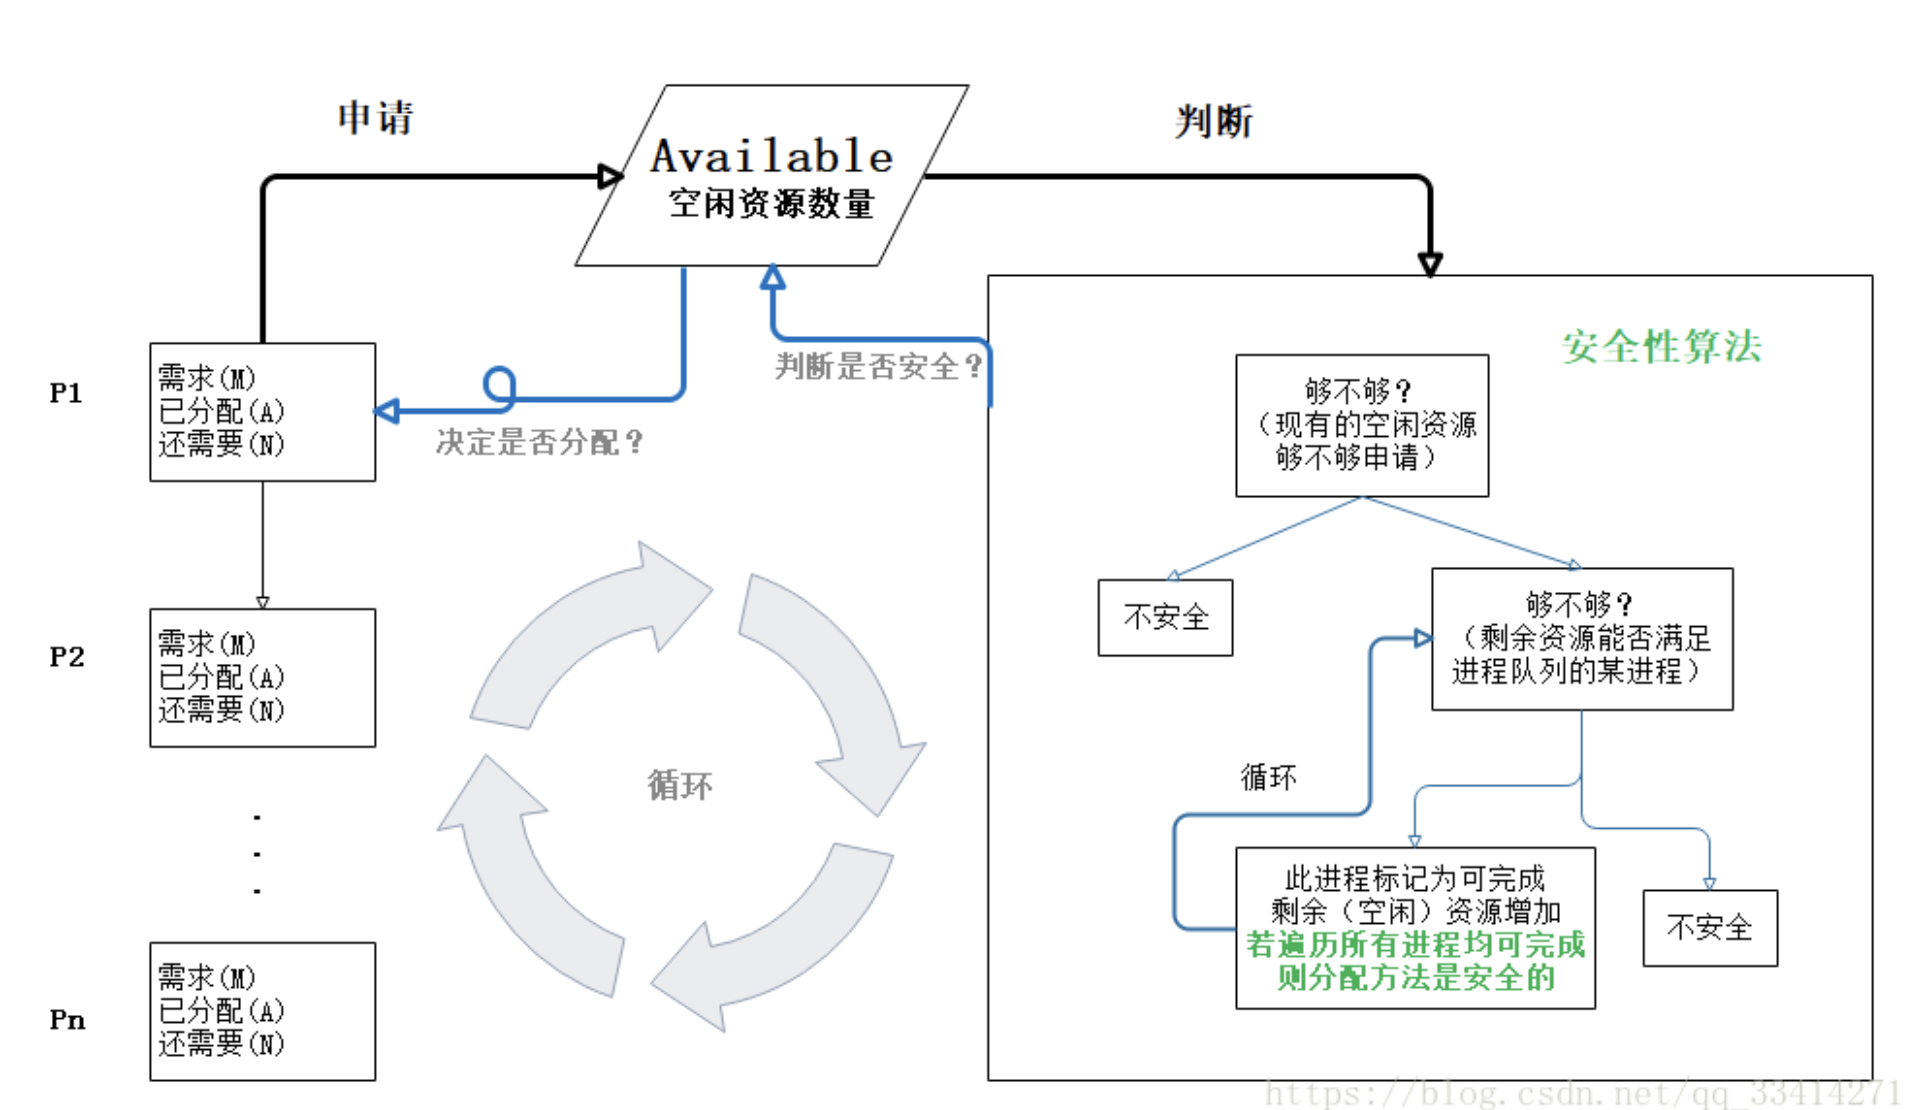 申请
Available
空闲资源数量
判断
P1
需求(M)
已分配(A)
还需要(N)
决定是否分配?
判断是否安全?
安全性算法
够不够?
(现有的空闲资源
够不够申请)
不安全
够不够?
(剩余资源能否满足
进程队列的某进程)
P2
需求(M)
已分配(A)
还需要(N)
循环
循环
此进程标记为可完成
剩余(空闲)资源增加
若遍历所有进程均可完成
则分配方法是安全的
不安全
.
.
.
Pn
需求(M)
已分配(A)
还需要(N)
https://blog.csdn.net/qq_33414271